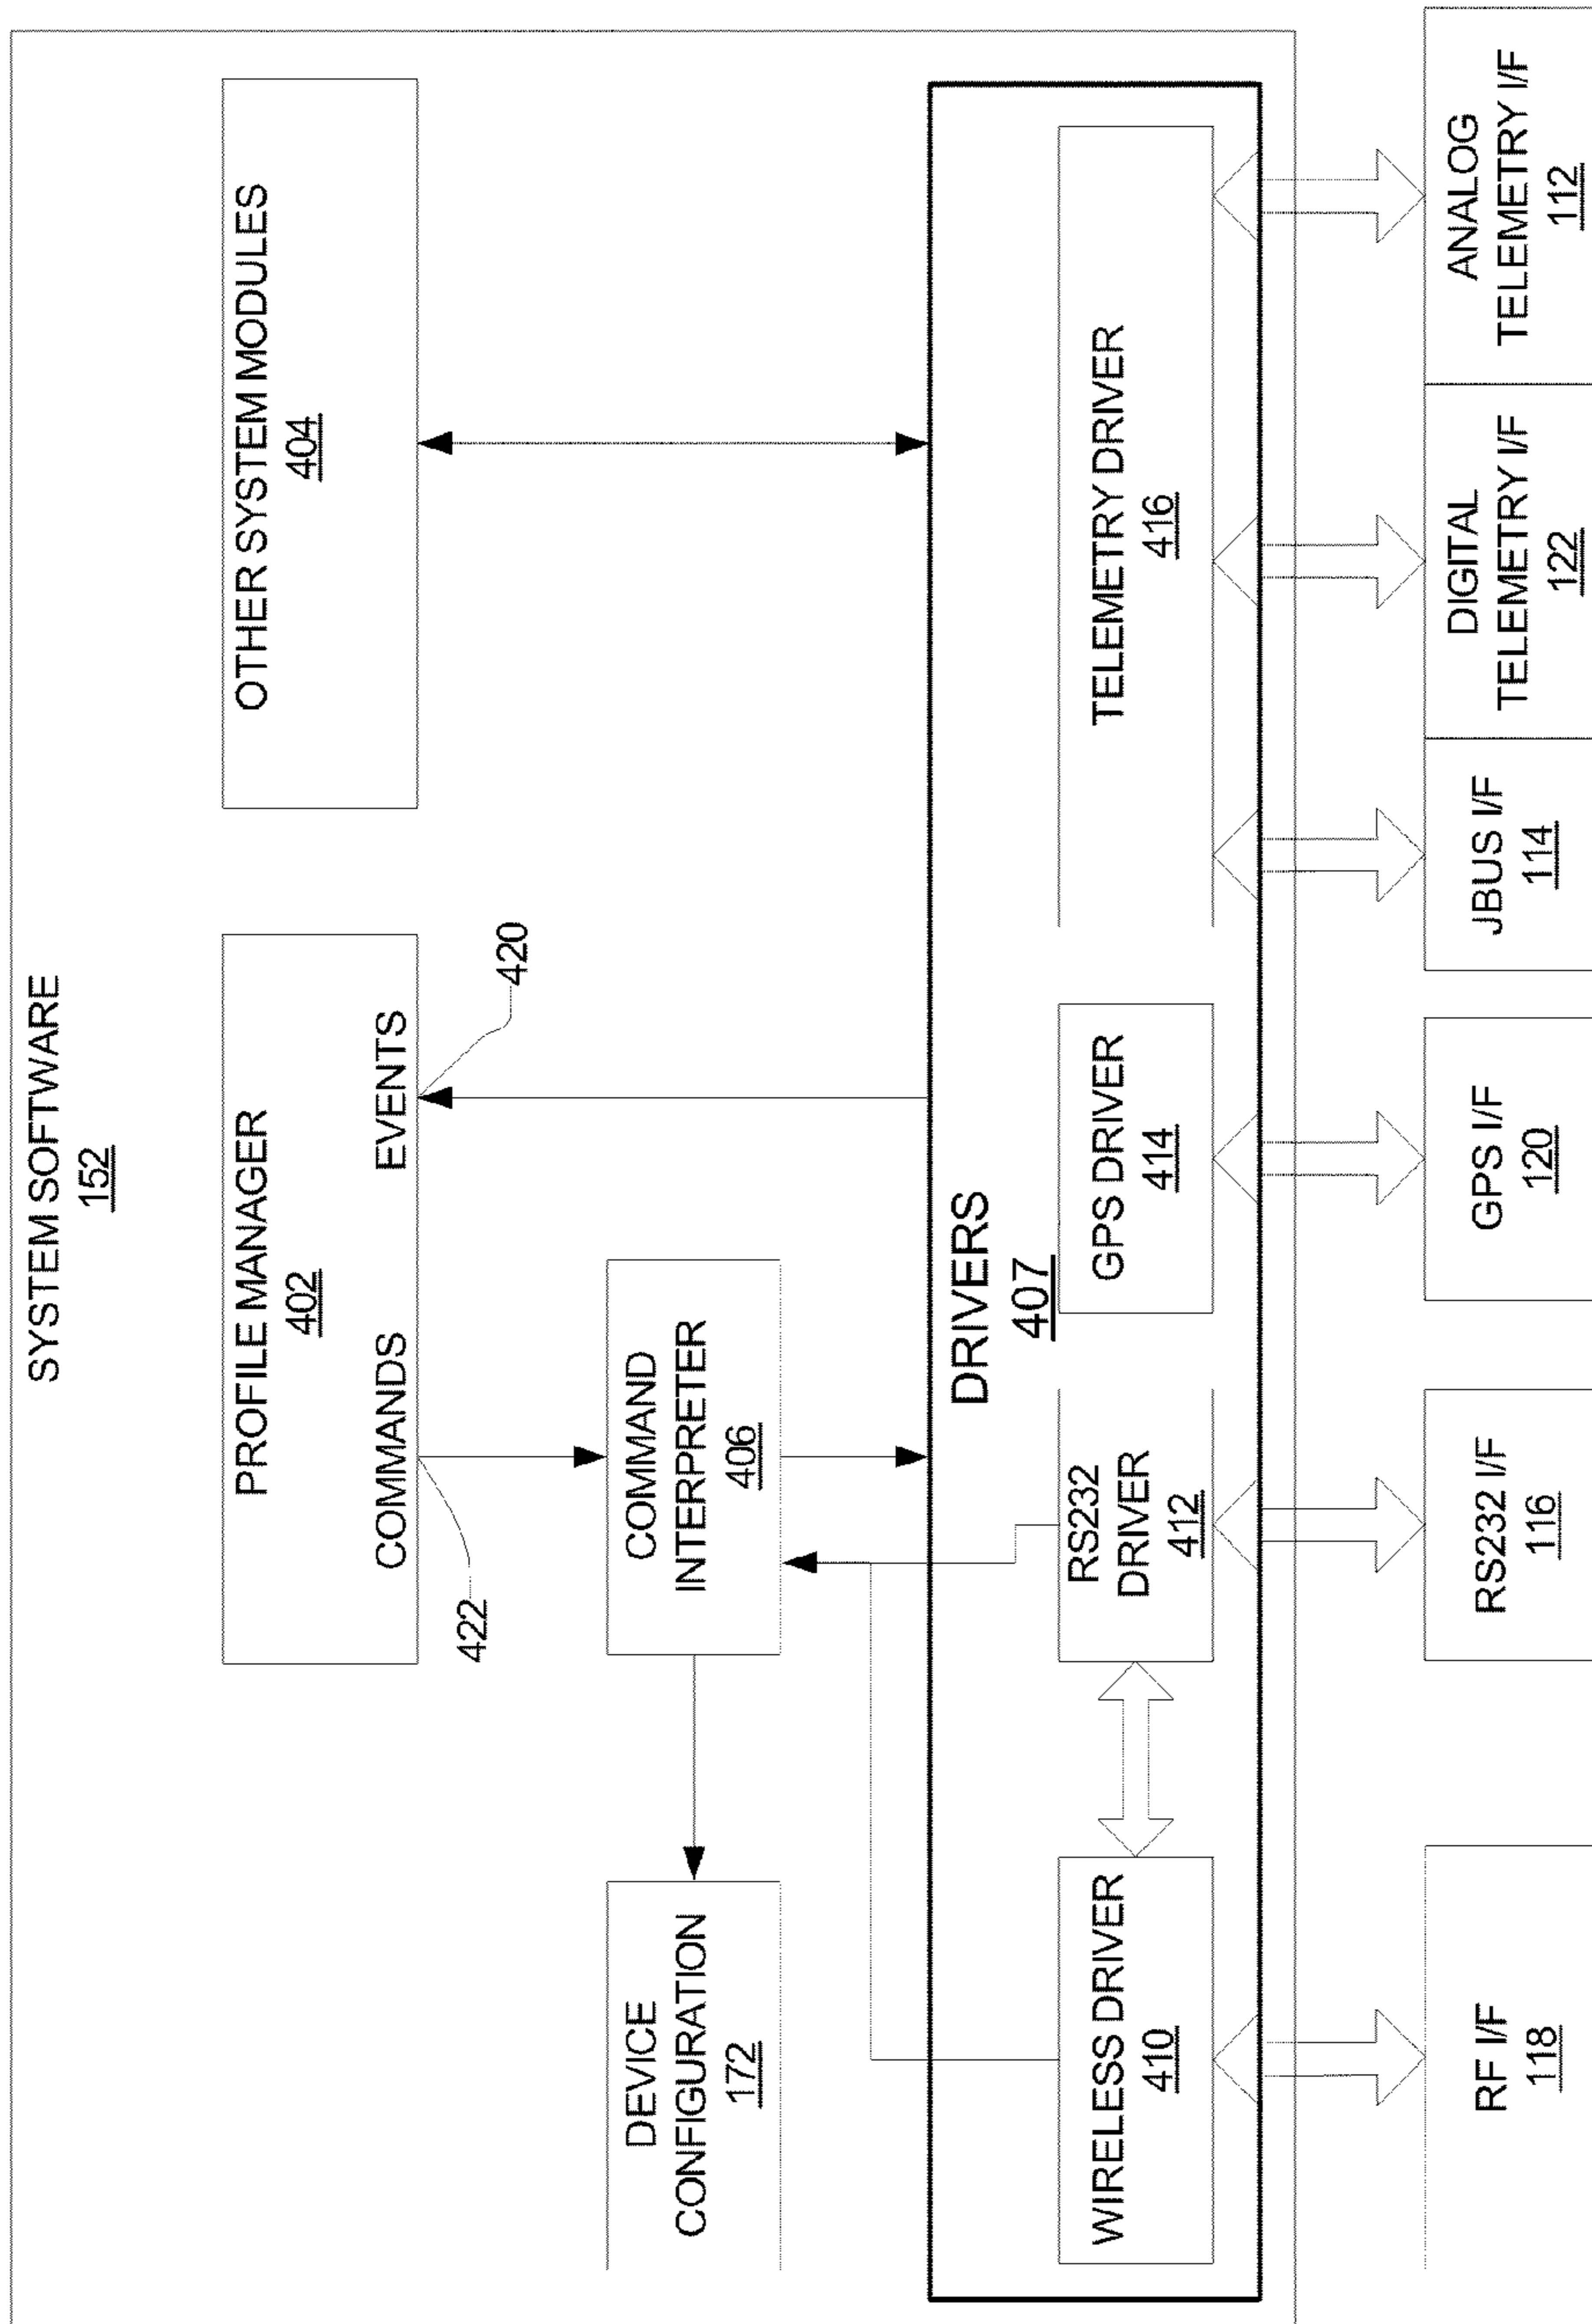 SYSTEM SOFTWARE
152
PROFILE MANAGER
402
COMMANDS
EVENTS
422
420
OTHER SYSTEM MODULES
404
DEVICE
CONFIGURATION
172
COMMAND
INTERPRETER
406
DRIVERS
407
WIRELESS DRIVER
410
RS232
DRIVER
412
GPS DRIVER
414
TELEMETRY DRIVER
416
RF I/F
118
RS232 I/F
116
GPS I/F
120
JBUS I/F
114
DIGITAL
TELEMETRY I/F
122
ANALOG
TELEMETRY I/F
112